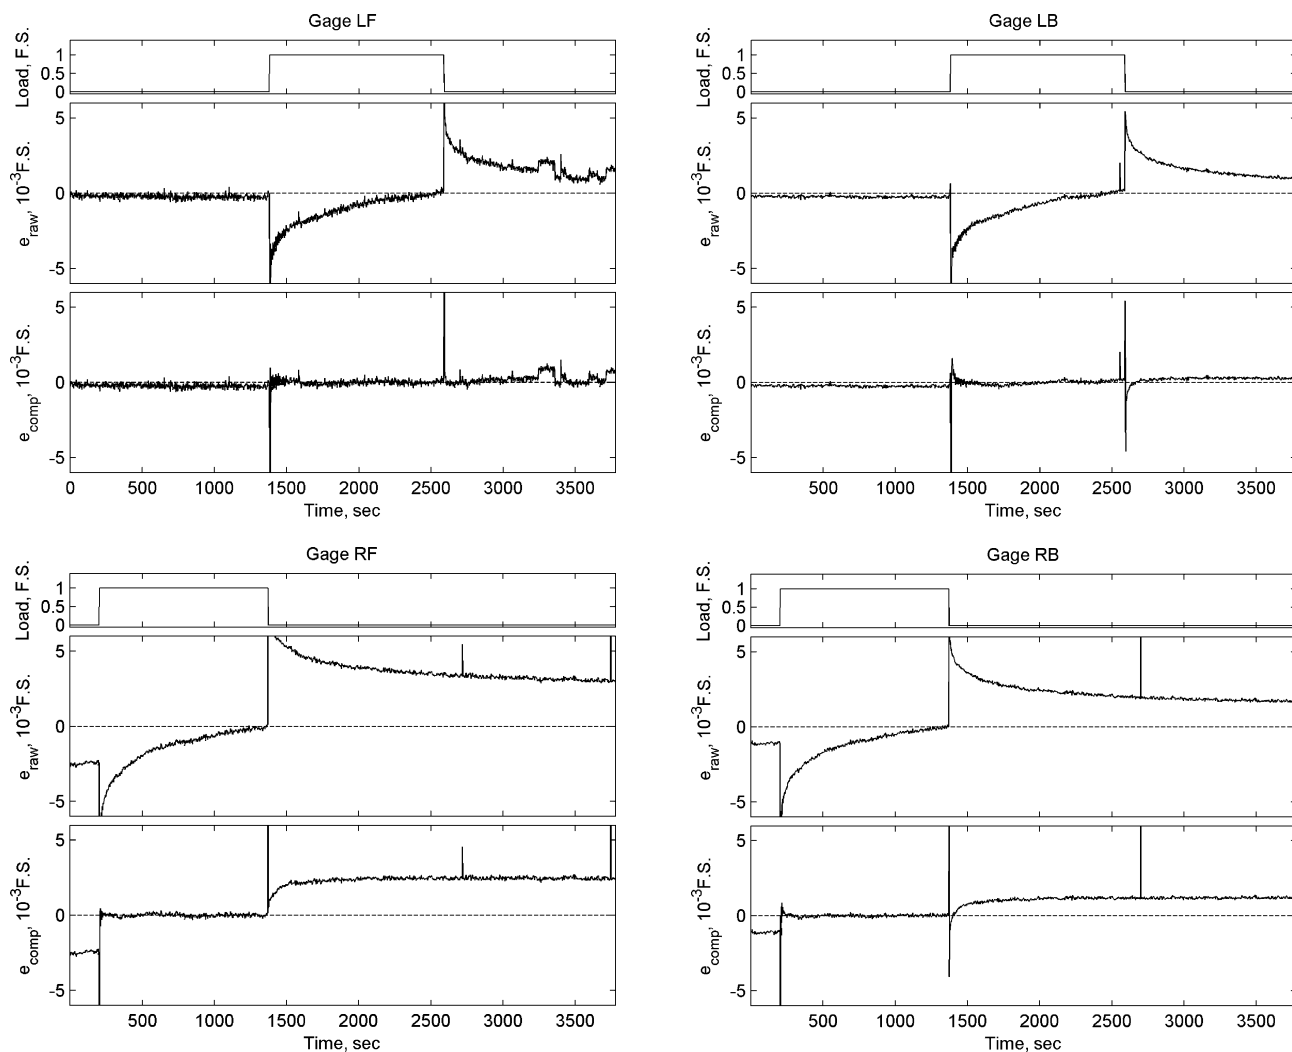 Gage LF
Load, F.S.
1
0.5
0
e_raw, 10^-3 F.S.
5
0
-5
e_comp, 10^-3 F.S.
5
0
-5
0 500 1000 1500 2000 2500 3000 3500
Time, sec
Gage LB
Load, F.S.
1
0.5
0
e_raw, 10^-3 F.S.
5
0
-5
e_comp, 10^-3 F.S.
5
0
-5
500 1000 1500 2000 2500 3000 3500
Time, sec
Gage RF
Load, F.S.
1
0.5
0
e_raw, 10^-3 F.S.
5
0
-5
e_comp, 10^-3 F.S.
5
0
-5
0 500 1000 1500 2000 2500 3000 3500
Time, sec
Gage RB
Load, F.S.
1
0.5
0
e_raw, 10^-3 F.S.
5
0
-5
e_comp, 10^-3 F.S.
5
0
-5
500 1000 1500 2000 2500 3000 3500
Time, sec